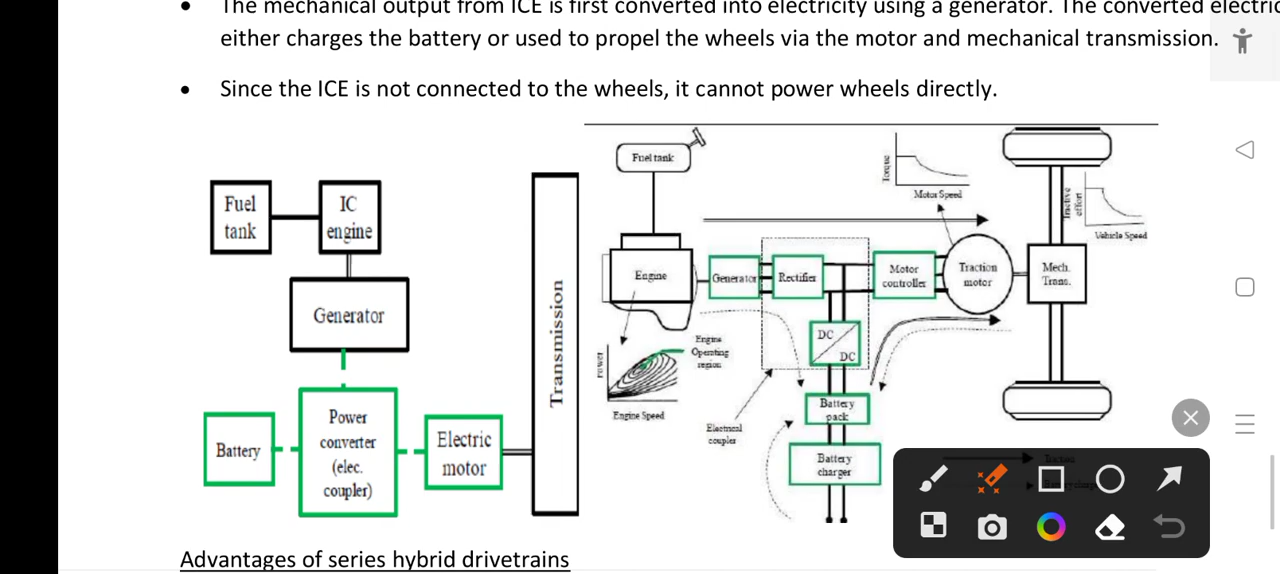 The mechanical output from ICE is first converted into electricity using a generator. The converted electric
either charges the battery or used to propel the wheels via the motor and mechanical transmission.
Since the ICE is not connected to the wheels, it cannot power wheels directly.
Fuel
tank
IC
engine
Generator
Battery
Power
converter
(elec.
coupler)
Electric
motor
Transmission
Fuel tank
Engine
Generator
Rectifier
Motor
controller
Traction
motor
Mech.
Trans.
Torque
Motor Speed
Tractive
effort
Vehicle Speed
DC
DC
Power
Engine Speed
Engine
Operating
region
Electrical
coupler
Battery
pack
Battery
charger
Advantages of series hybrid drivetrains